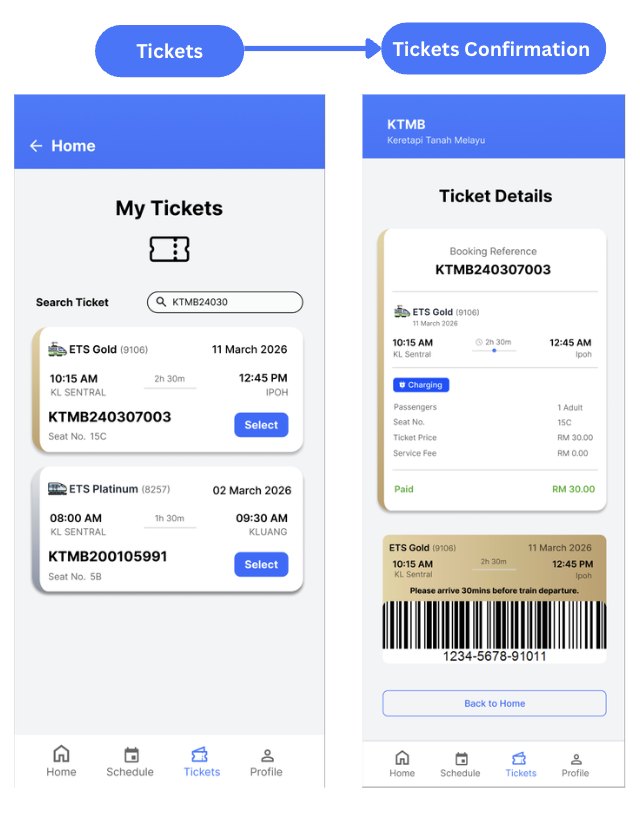 Tickets
Tickets Confirmation
Home
My Tickets
Search Ticket
KTMB24030
ETS Gold (9106)
11 March 2026
10:15 AM
2h 30m
12:45 PM
KL SENTRAL
IPOH
KTMB240307003
Seat No. 15C
Select
ETS Platinum (8257)
02 March 2026
08:00 AM
1h 30m
09:30 AM
KL SENTRAL
KLUANG
KTMB200105991
Seat No. 5B
Select
Home
Schedule
Tickets
Profile
KTMB
Keretapi Tanah Melayu
Ticket Details
Booking Reference
KTMB240307003
ETS Gold (9106)
11 March 2026
10:15 AM
2h 30m
12:45 AM
KL Sentral
Ipoh
Charging
Passengers
1 Adult
Seat No.
15C
Ticket Price
RM 30.00
Service Fee
RM 0.00
Paid
RM 30.00
ETS Gold (9106)
11 March 2026
10:15 AM
2h 30m
12:45 PM
KL Sentral
Ipoh
Please arrive 30mins before train departure.
1234-5678-91011
Back to Home
Home
Schedule
Tickets
Profile